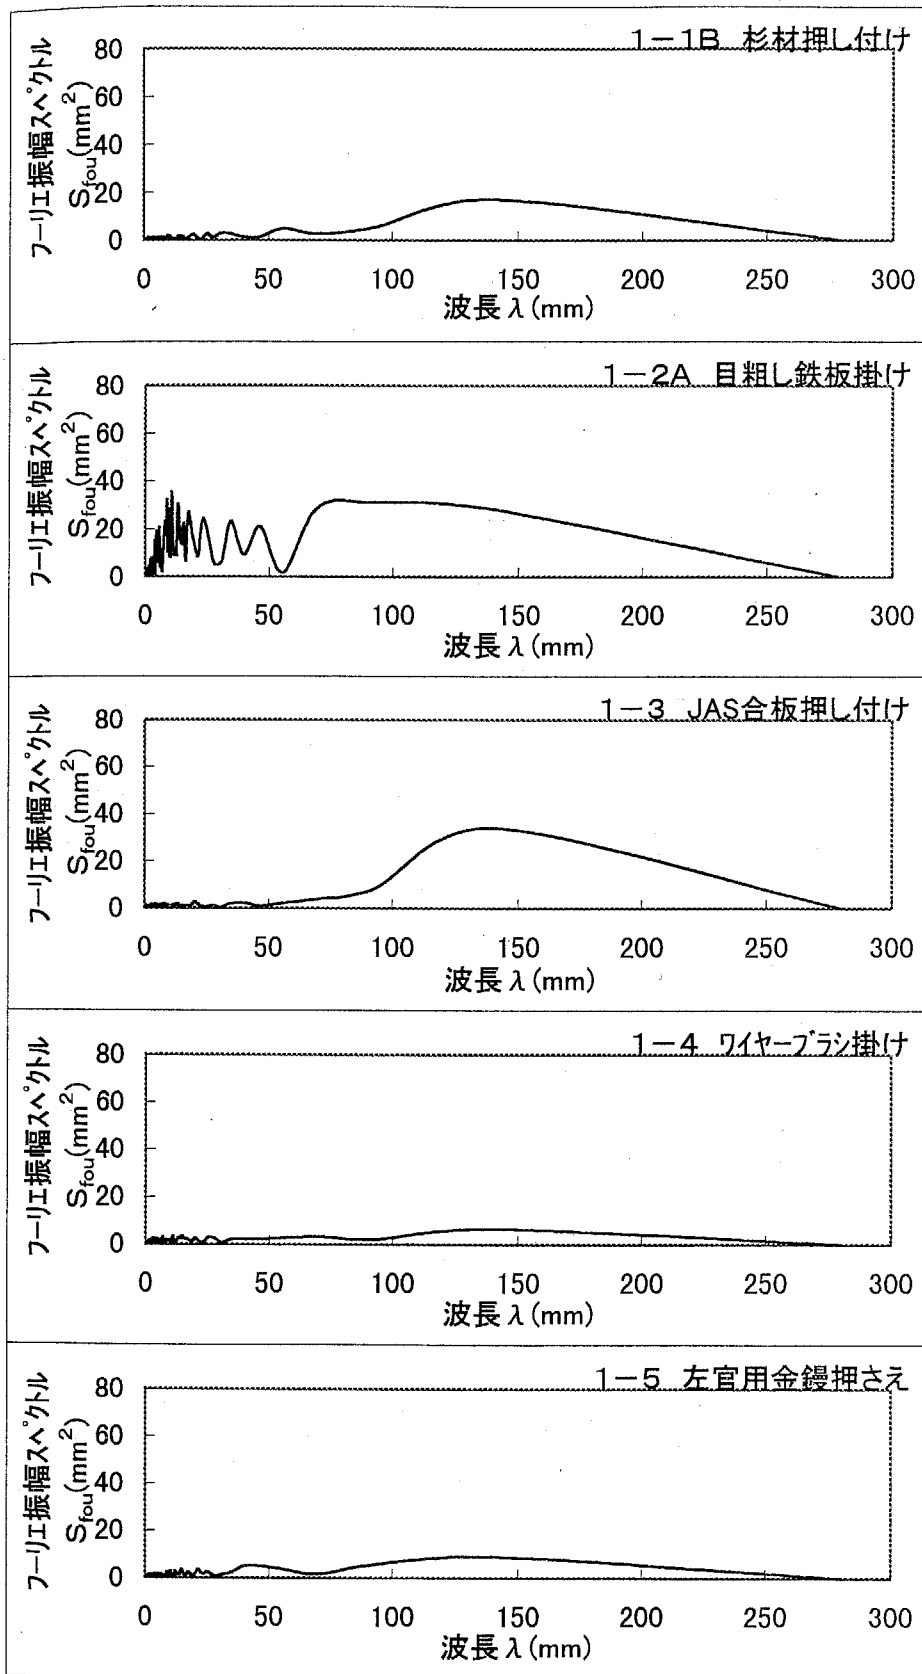 1－1B 杉材押し付け
フーリエ振幅スペクトル
Sfou(mm²)
80
60
40
20
0
0 50 100 150 200 250 300
波長λ(mm)
1－2A 目粗し鉄板掛け
フーリエ振幅スペクトル
Sfou(mm²)
80
60
40
20
0
0 50 100 150 200 250 300
波長λ(mm)
1－3 JAS合板押し付け
フーリエ振幅スペクトル
Sfou(mm²)
80
60
40
20
0
0 50 100 150 200 250 300
波長λ(mm)
1－4 ワイヤーブラシ掛け
フーリエ振幅スペクトル
Sfou(mm²)
80
60
40
20
0
0 50 100 150 200 250 300
波長λ(mm)
1－5 左官用金鏝押さえ
フーリエ振幅スペクトル
Sfou(mm²)
80
60
40
20
0
0 50 100 150 200 250 300
波長λ(mm)